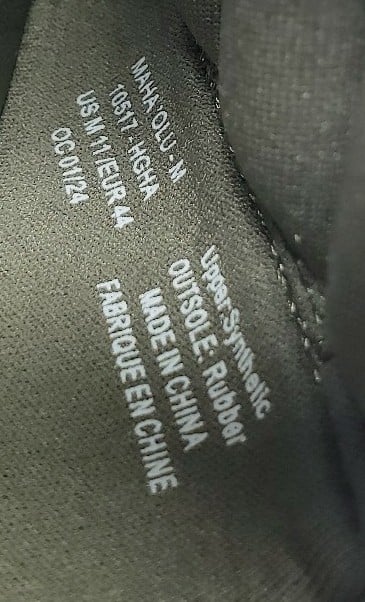 MAHA'OLU - M
10517 - HGHA
US M 11 / EUR 44
OC 01/24
Upper-Synthetic
OUTSOLE: Rubber
MADE IN CHINA
FABRIQUE EN CHINE